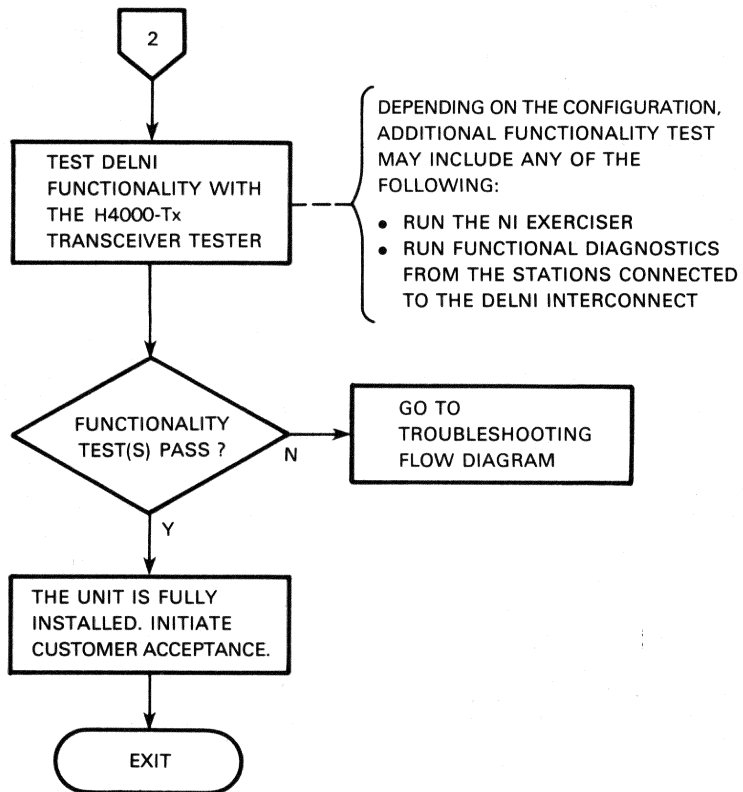 2
TEST DELNI
FUNCTIONALITY WITH
THE H4000-Tx
TRANSCEIVER TESTER
DEPENDING ON THE CONFIGURATION,
ADDITIONAL FUNCTIONALITY TEST
MAY INCLUDE ANY OF THE
FOLLOWING:
• RUN THE NI EXERCISER
• RUN FUNCTIONAL DIAGNOSTICS
FROM THE STATIONS CONNECTED
TO THE DELNI INTERCONNECT
FUNCTIONALITY
TEST(S) PASS ?
N
GO TO
TROUBLESHOOTING
FLOW DIAGRAM
Y
THE UNIT IS FULLY
INSTALLED. INITIATE
CUSTOMER ACCEPTANCE.
EXIT